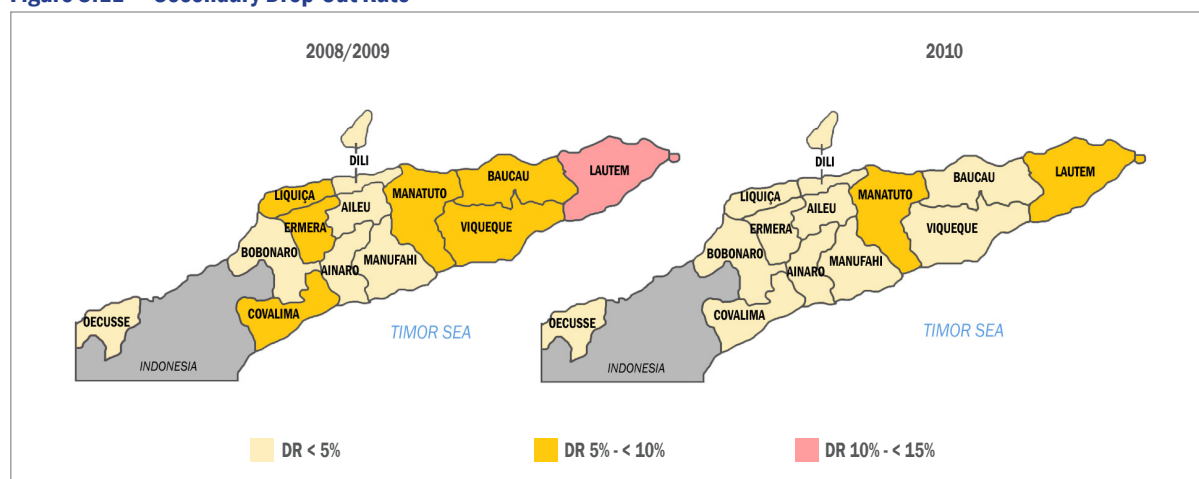 2008/2009
DILI
LIQUIÇA
ERMERA
AILEU
MANATUTO
BAUCAU
LAUTEM
VIQUEQUE
BOBONARO
AINARO
MANUFAHI
COVALIMA
OECUSSE
INDONESIA
TIMOR SEA
2010
DILI
LIQUIÇA
ERMERA
AILEU
MANATUTO
BAUCAU
LAUTEM
VIQUEQUE
BOBONARO
AINARO
MANUFAHI
COVALIMA
OECUSSE
INDONESIA
TIMOR SEA
DR < 5%
DR 5% - < 10%
DR 10% - < 15%